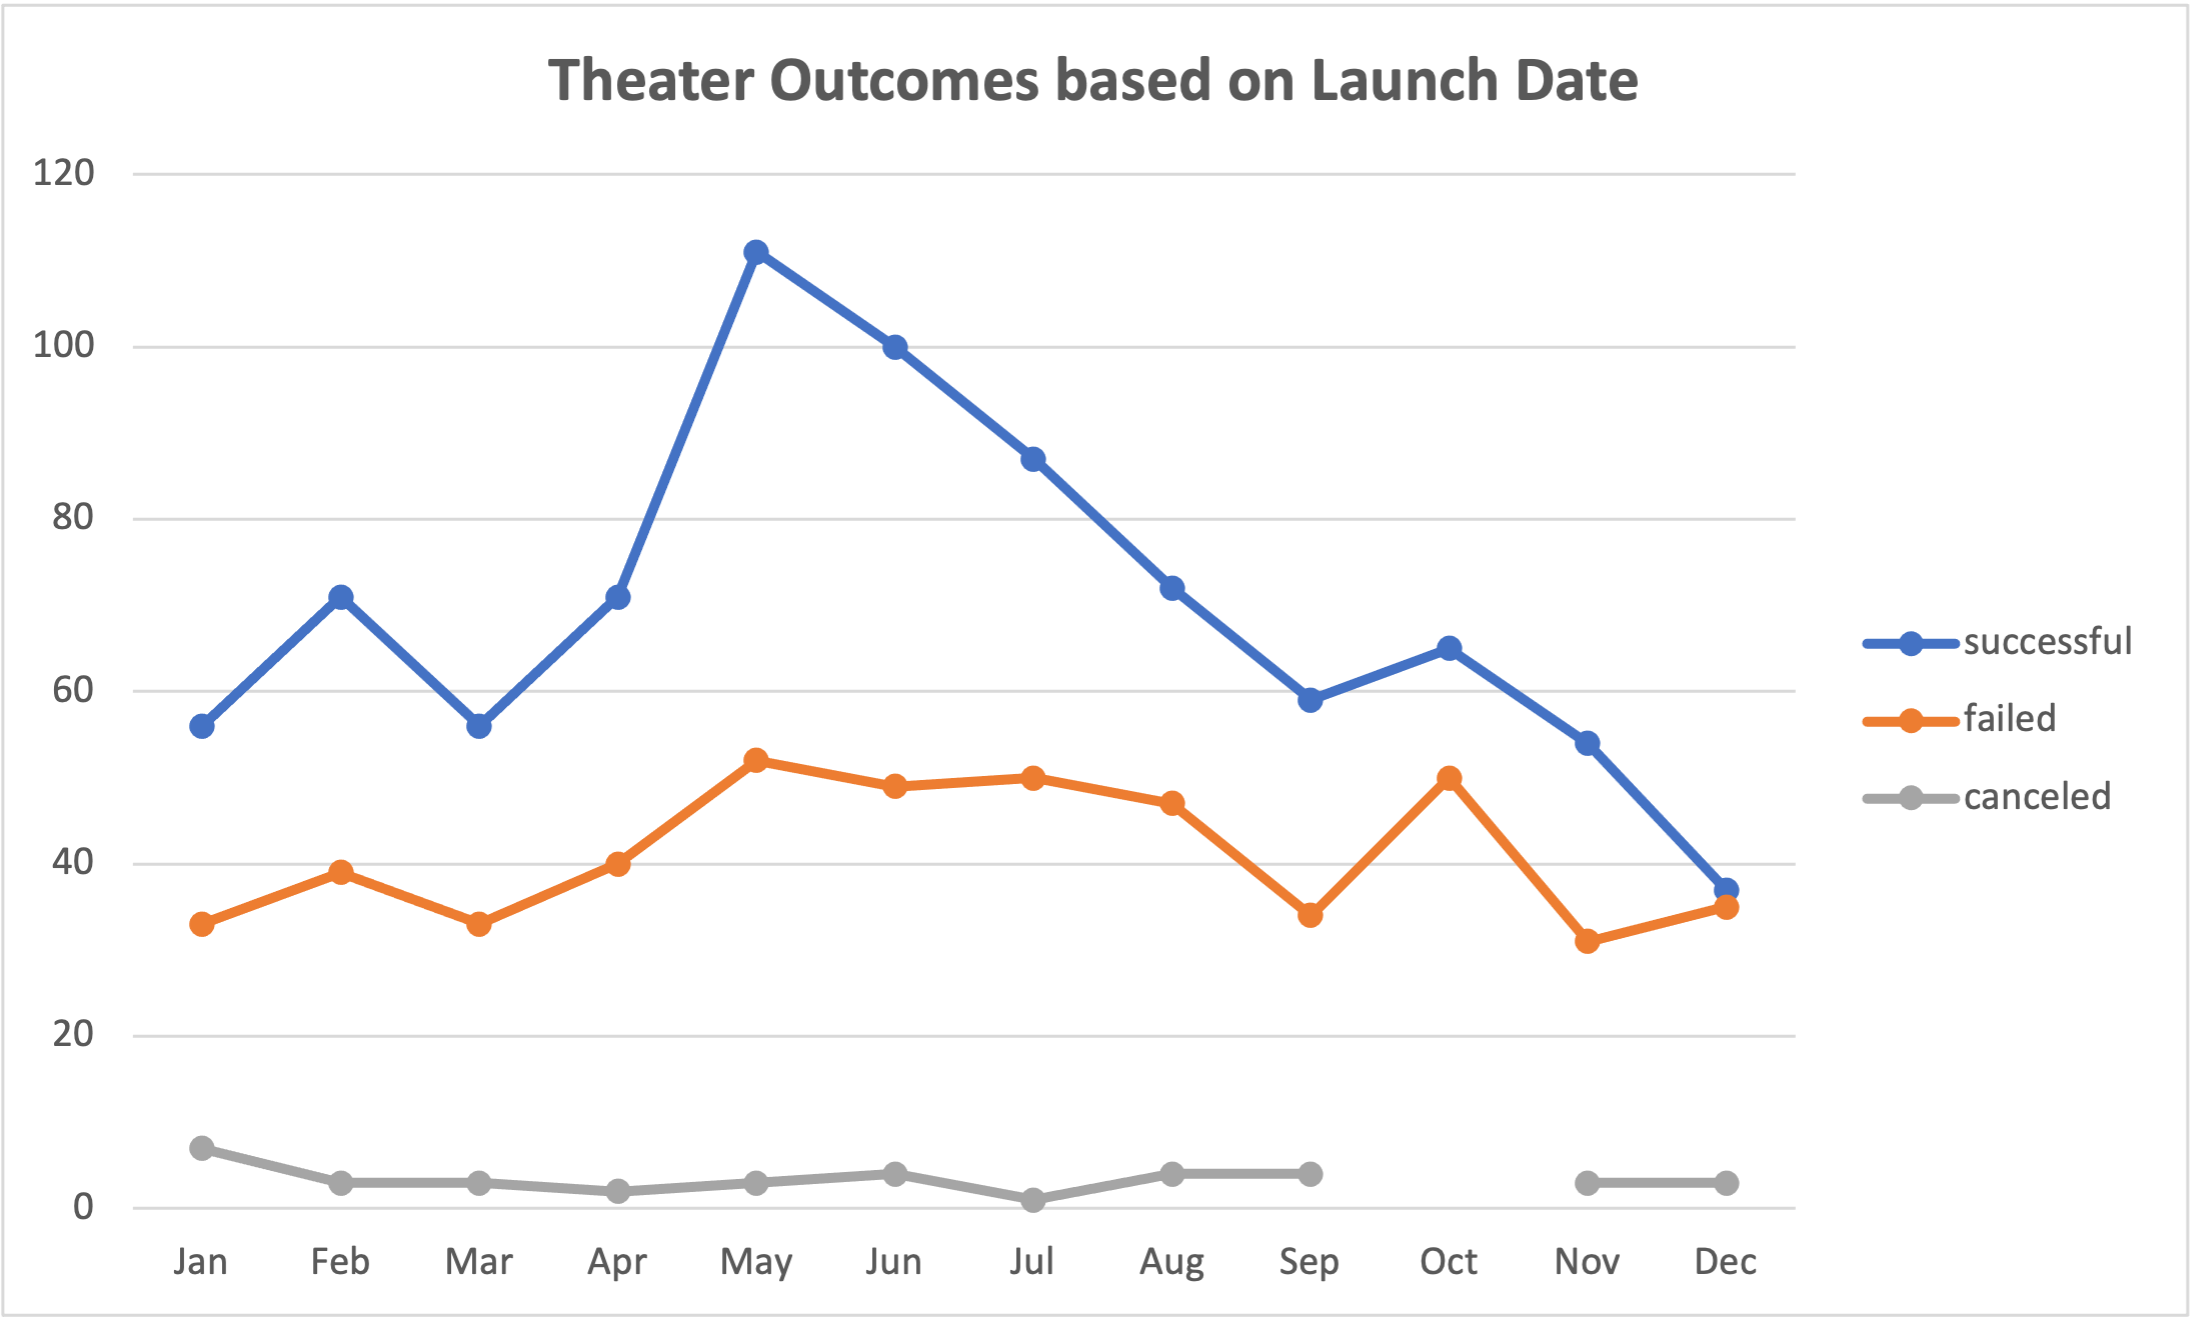 Theater Outcomes based on Launch Date
120
100
80
60
40
20
0
Jan Feb Mar Apr May Jun Jul Aug Sep Oct Nov Dec
successful
failed
canceled